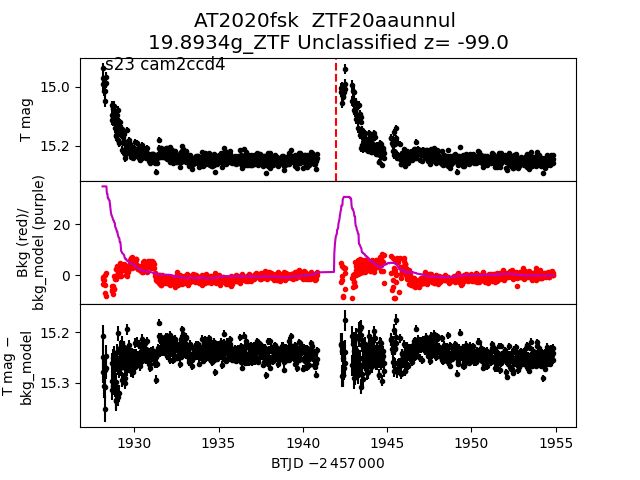 AT2020fsk  ZTF20aaunnul
19.8934g_ZTF Unclassified z= -99.0
s23 cam2ccd4
T mag
15.0
15.2
Bkg (red)/
bkg_model (purple)
20
0
T mag −
bkg_model
15.2
15.3
1930
1935
1940
1945
1950
1955
BTJD −2 457 000